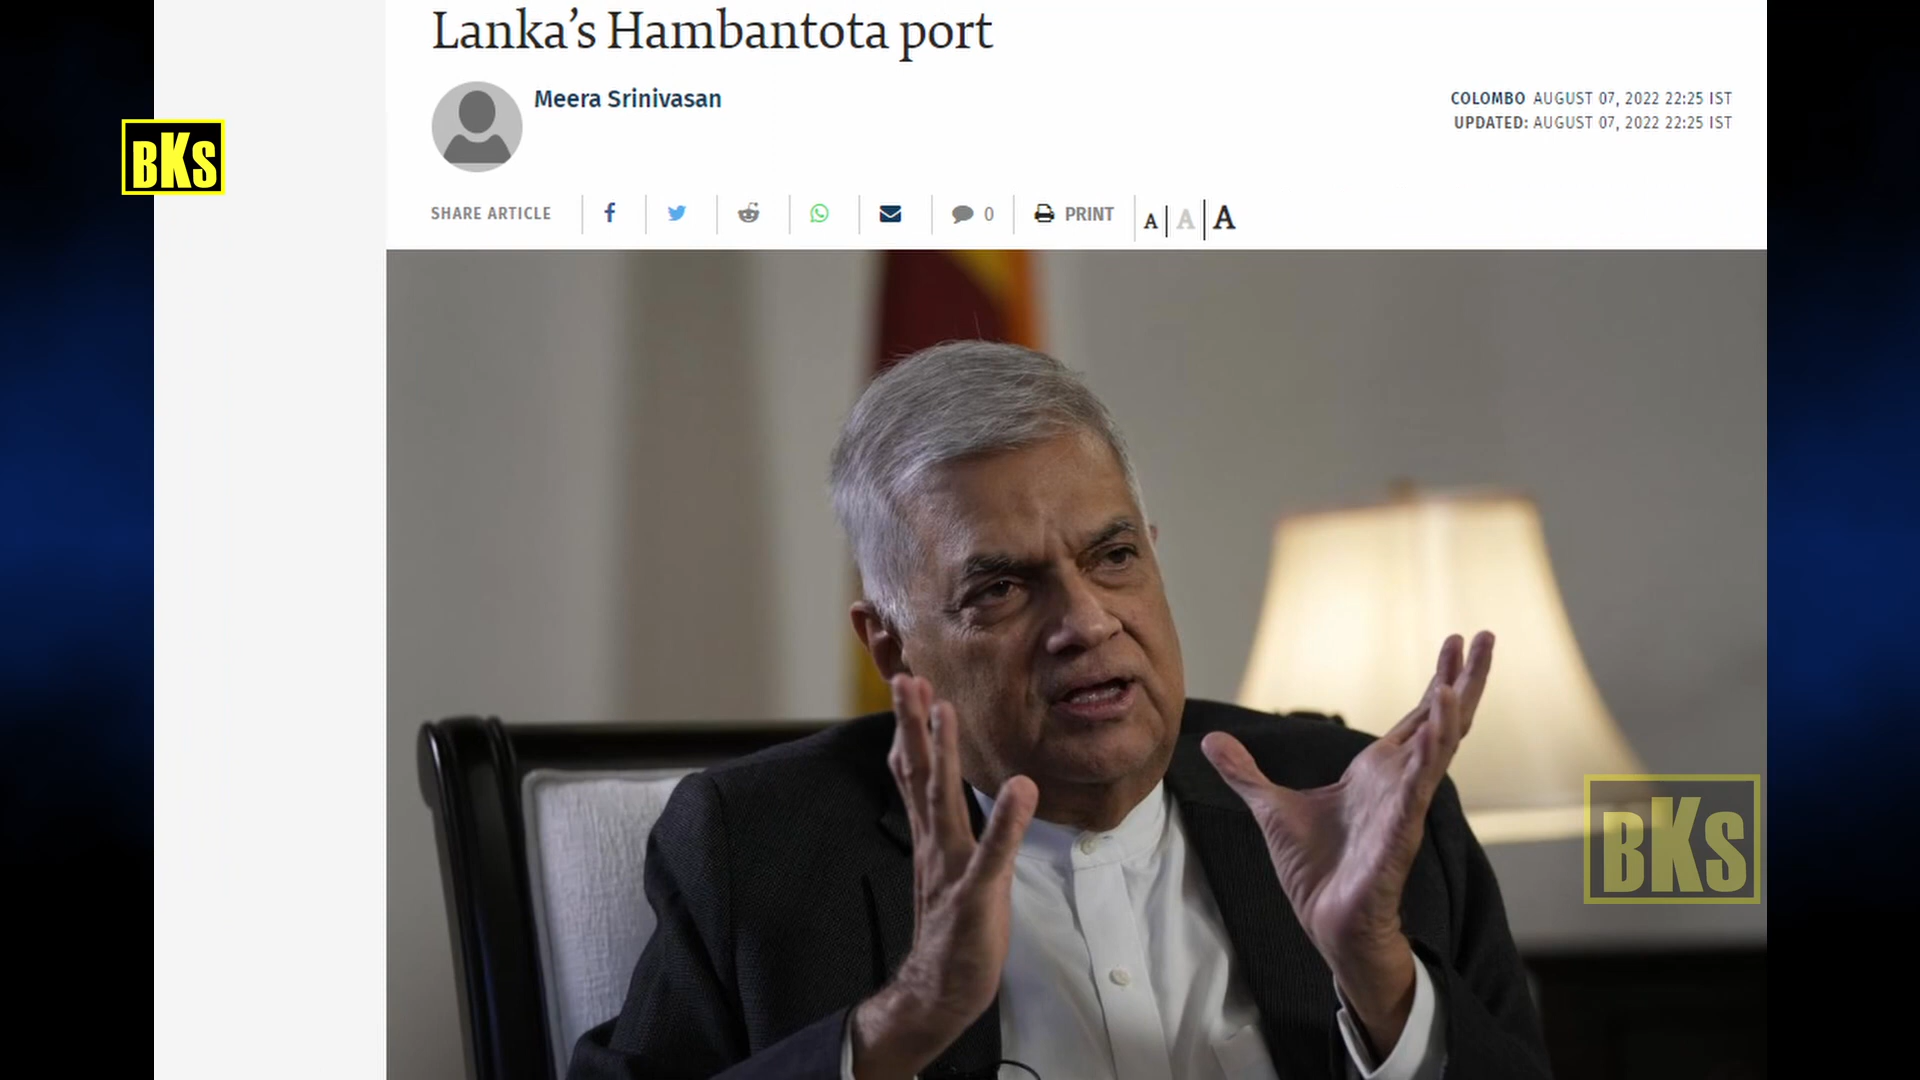 Lanka’s Hambantota port
Meera Srinivasan
COLOMBO AUGUST 07, 2022 22:25 IST
UPDATED: AUGUST 07, 2022 22:25 IST
BKS
SHARE ARTICLE 0 PRINT A A A
BKS